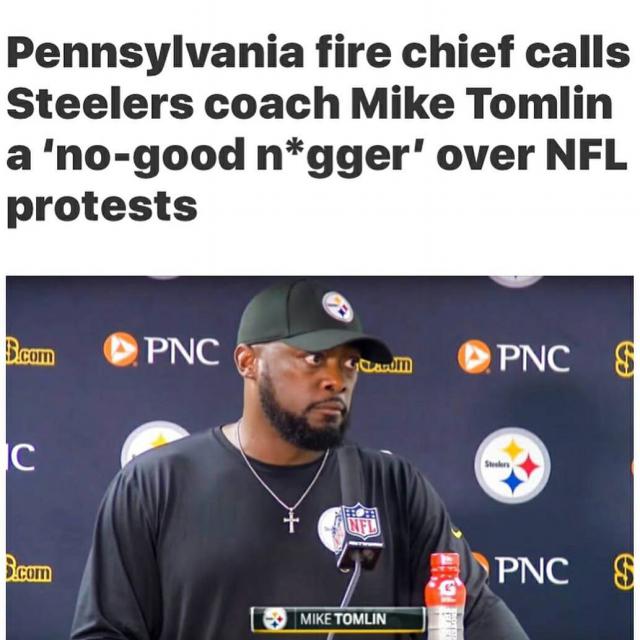 Pennsylvania fire chief calls
Steelers coach Mike Tomlin
a ‘no-good n*gger’ over NFL
protests
S.com PNC .com PNC S
C
Steelers
NFL
S.com G PNC S
MIKE TOMLIN